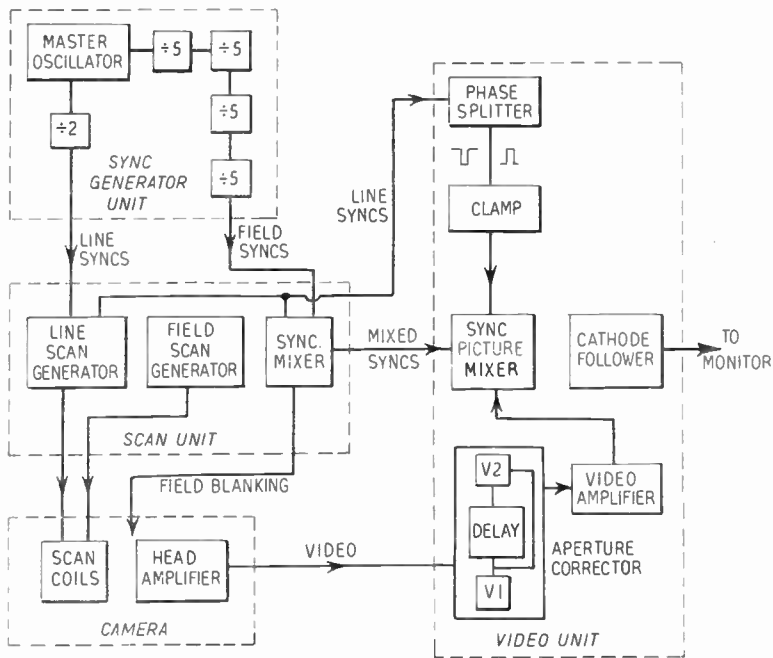 MASTER
OSCILLATOR
÷5
÷5
÷2
÷5
÷5
SYNC
GENERATOR
UNIT
LINE
SYNCS
FIELD
SYNCS
LINE
SYNCS
PHASE
SPLITTER
CLAMP
LINE
SCAN
GENERATOR
FIELD
SCAN
GENERATOR
SYNC.
MIXER
MIXED
SYNCS
SYNC
PICTURE
MIXER
CATHODE
FOLLOWER
TO
MONITOR
SCAN UNIT
FIELD BLANKING
V2
DELAY
V1
VIDEO
AMPLIFIER
APERTURE
CORRECTOR
SCAN
COILS
HEAD
AMPLIFIER
VIDEO
CAMERA
VIDEO UNIT